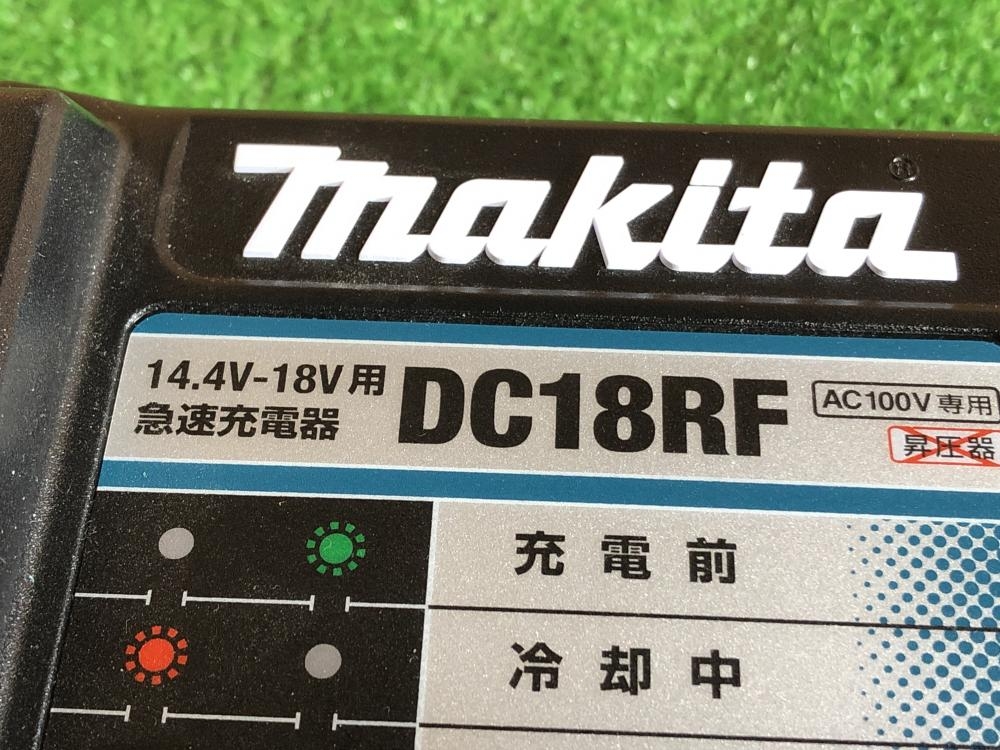 makita®
14.4V-18V用
急速充電器
DC18RF
AC100V専用
昇圧器
充電前
冷却中